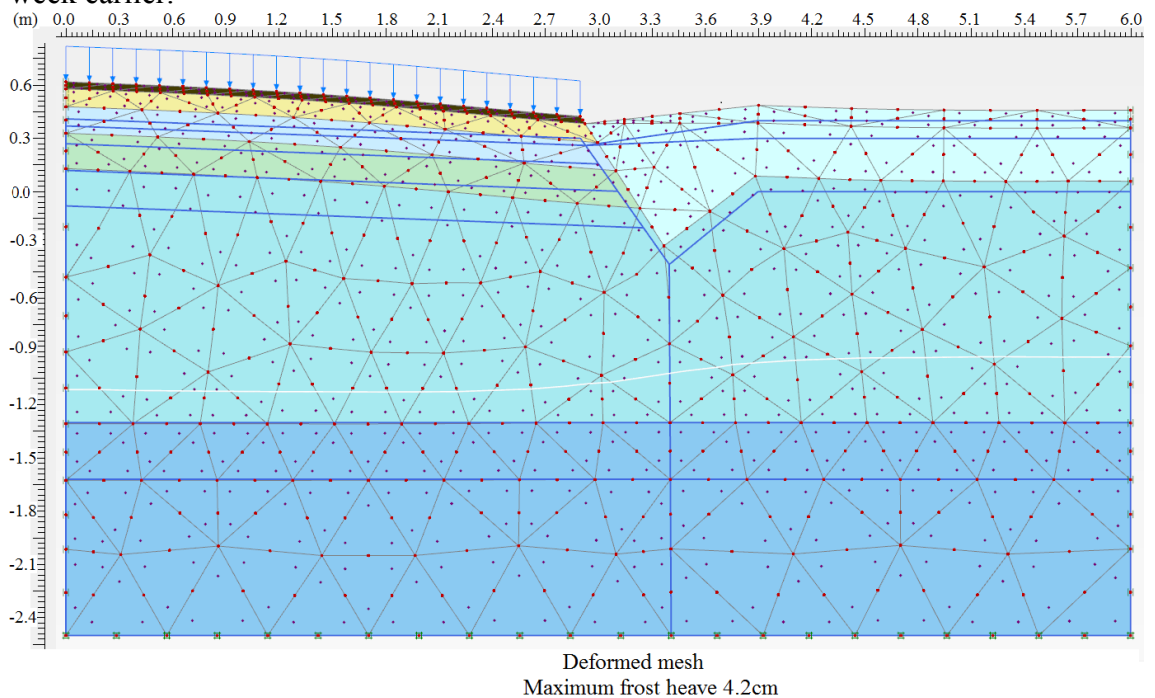 week earlier.
(m) 0.0 0.3 0.6 0.9 1.2 1.5 1.8 2.1 2.4 2.7 3.0 3.3 3.6 3.9 4.2 4.5 4.8 5.1 5.4 5.7 6.0
0.6
0.3
0.0
-0.3
-0.6
-0.9
-1.2
-1.5
-1.8
-2.1
-2.4
Deformed mesh
Maximum frost heave 4.2cm